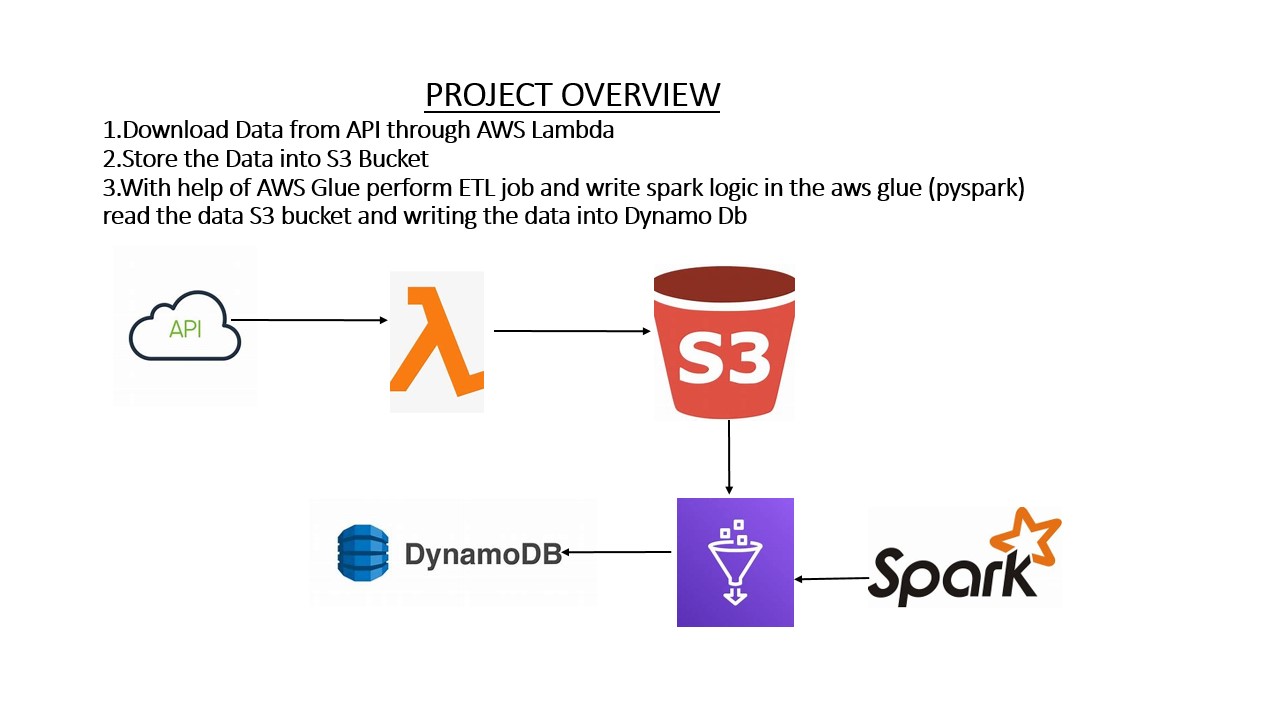 PROJECT OVERVIEW
1.Download Data from API through AWS Lambda
2.Store the Data into S3 Bucket
3.With help of AWS Glue perform ETL job and write spark logic in the aws glue (pyspark)
read the data S3 bucket and writing the data into Dynamo Db
API
λ
S3
DynamoDB
Spark